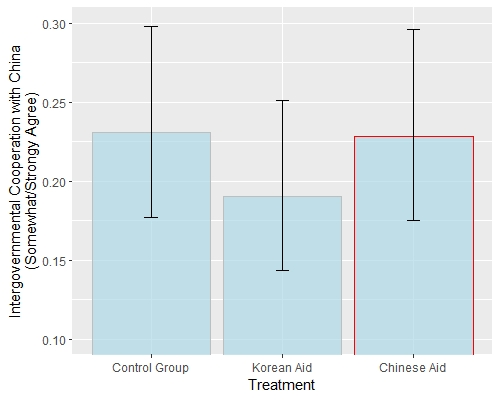 Intergovernmental Cooperation with China
(Somewhat/Strongy Agree)
0.30
0.25
0.20
0.15
0.10
Control Group
Korean Aid
Chinese Aid
Treatment